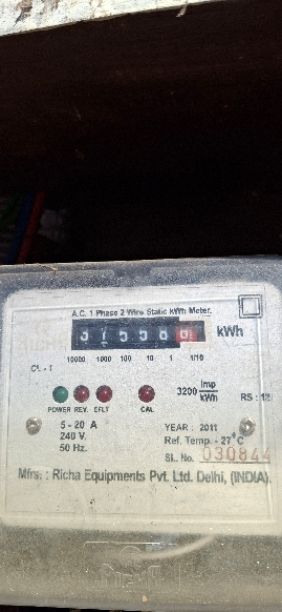 A.C. 1 Phase 2 Wire Static kWh Meter.
kWh
10000 1000 100 10 1 1/10
CL - 1
3200 Imp/kWh RS : 12
POWER REV. EFLT CAL
5 - 20 A
240 V.
50 Hz.
YEAR : 2011
Ref. Temp. - 27°C
SL. No. 030844
Mfrs. : Richa Equipments Pvt. Ltd. Delhi, (INDIA).